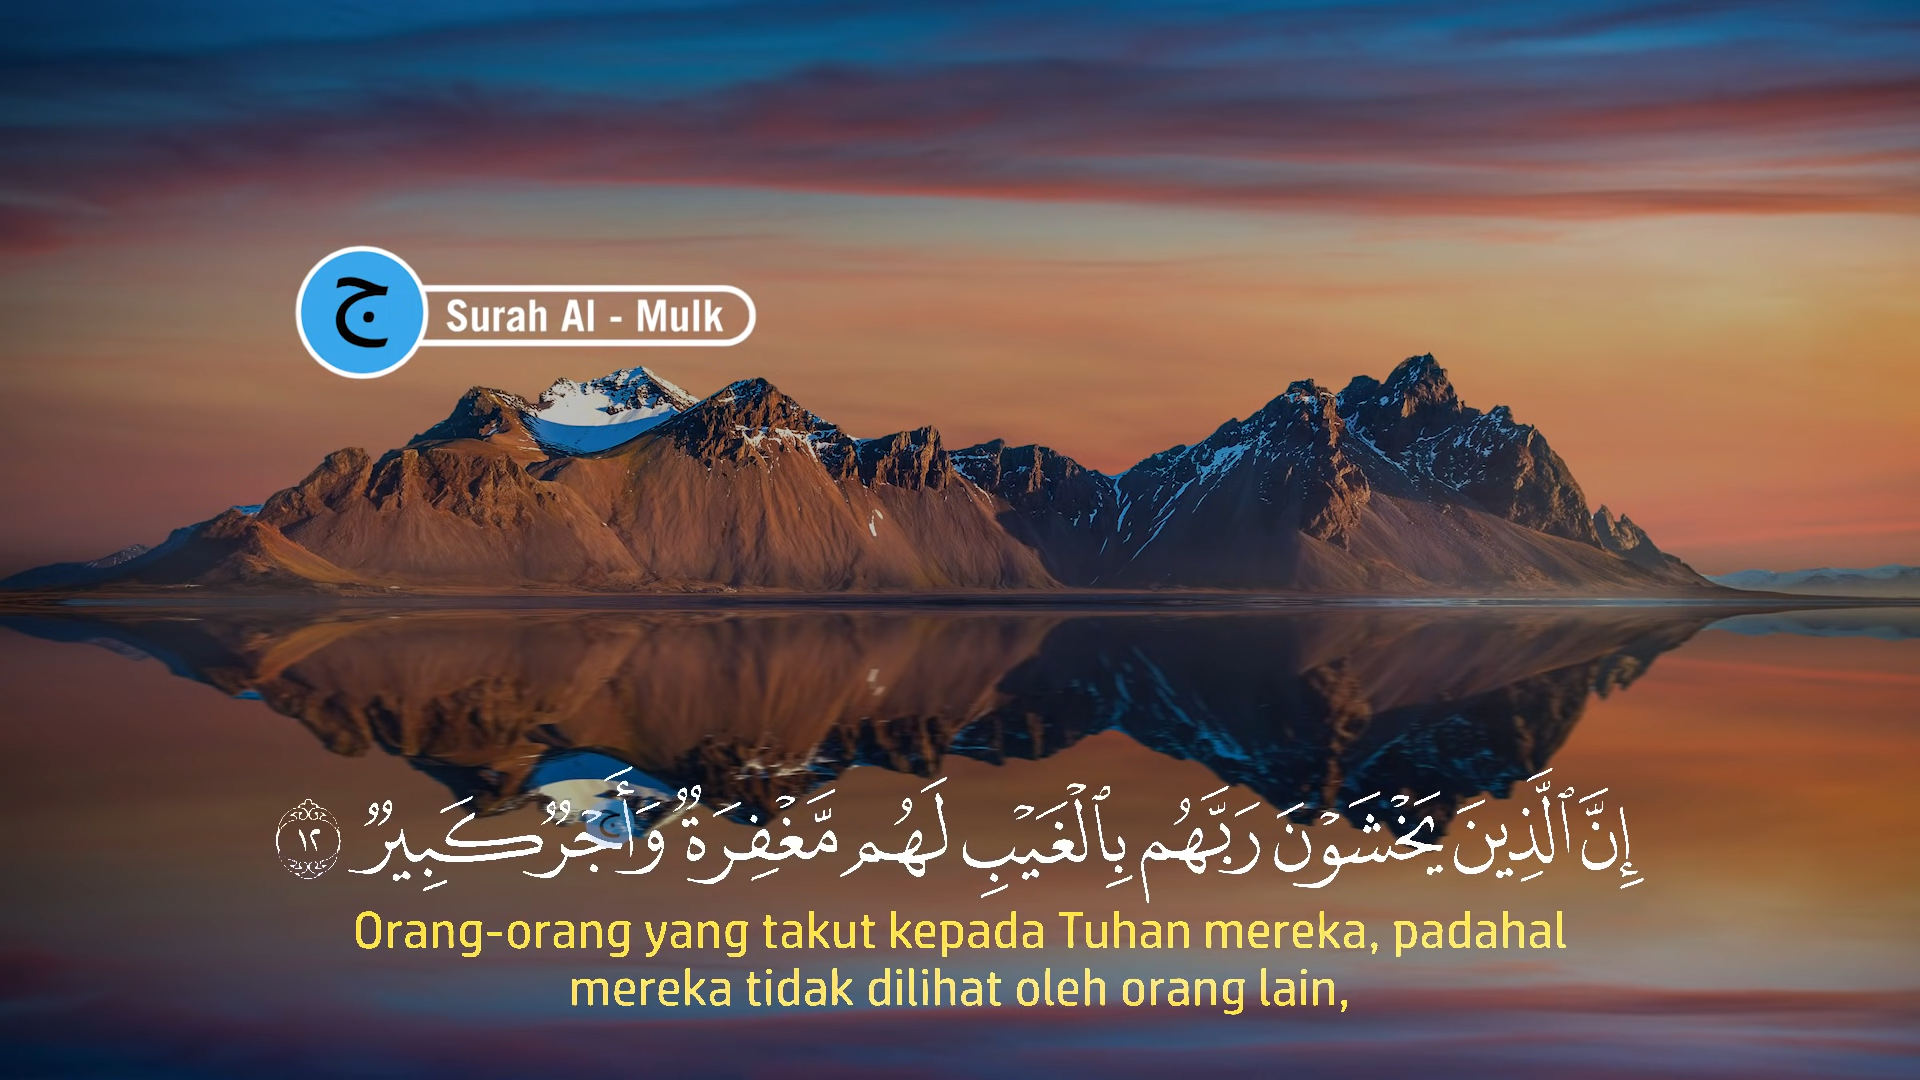 ج
Surah Al - Mulk
إِنَّ ٱلَّذِينَ يَخْشَوْنَ رَبَّهُم بِٱلْغَيْبِ لَهُم مَّغْفِرَةٌ وَأَجْرٌ كَبِيرٌ ١٢
Orang-orang yang takut kepada Tuhan mereka, padahal
mereka tidak dilihat oleh orang lain,